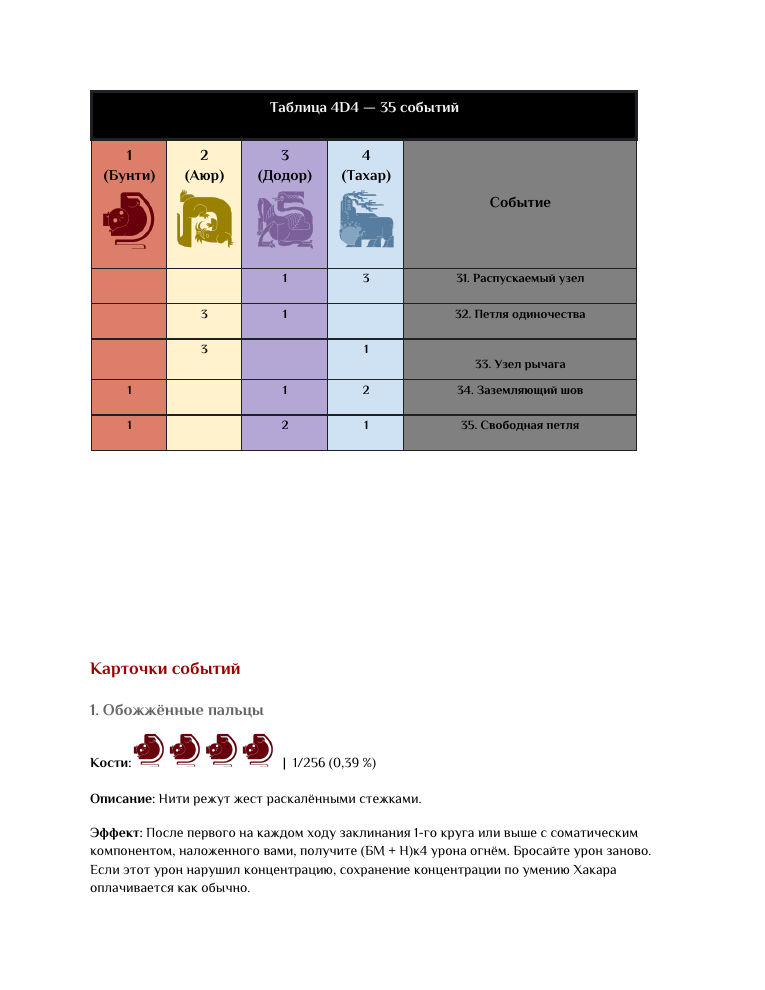 Таблица 4D4 — 35 событий
1 2 3 4
(Бунти) (Аюр) (Додор) (Тахар) Событие
1 3 31. Распускаемый узел
3 1 32. Петля одиночества
3 1 33. Узел рычага
1 1 2 34. Заземляющий шов
1 2 1 35. Свободная петля
Карточки событий
1. Обожжённые пальцы
Кости: | 1/256 (0,39 %)
Описание: Нити режут жест раскалёнными стежками.
Эффект: После первого на каждом ходу заклинания 1-го круга или выше с соматическим
компонентом, наложенного вами, получите (БМ + Н)к4 урона огнём. Бросайте урон заново.
Если этот урон нарушил концентрацию, сохранение концентрации по умению Хакара
оплачивается как обычно.